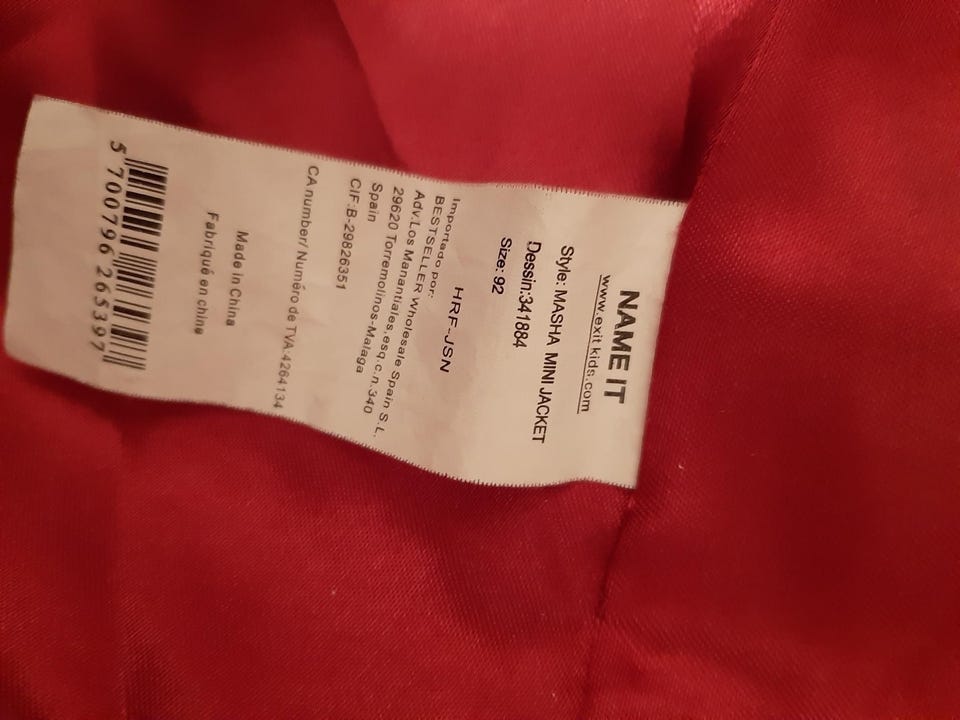 NAME IT
www.exit kids.com
Style: MASHA MINI JACKET
Dessin:341884
Size: 92
HRF-JSN
Importado por:
BESTSELLER Wholesale Spain S.L.
Adv.Los Manantiales.esq.c.n.340
29620 Torremolinos-Malaga
Spain
CIF:B-29826351
CA number/ Numéro de TVA:4264134
Made in China
Fabriqué en chine
5 700796 265397